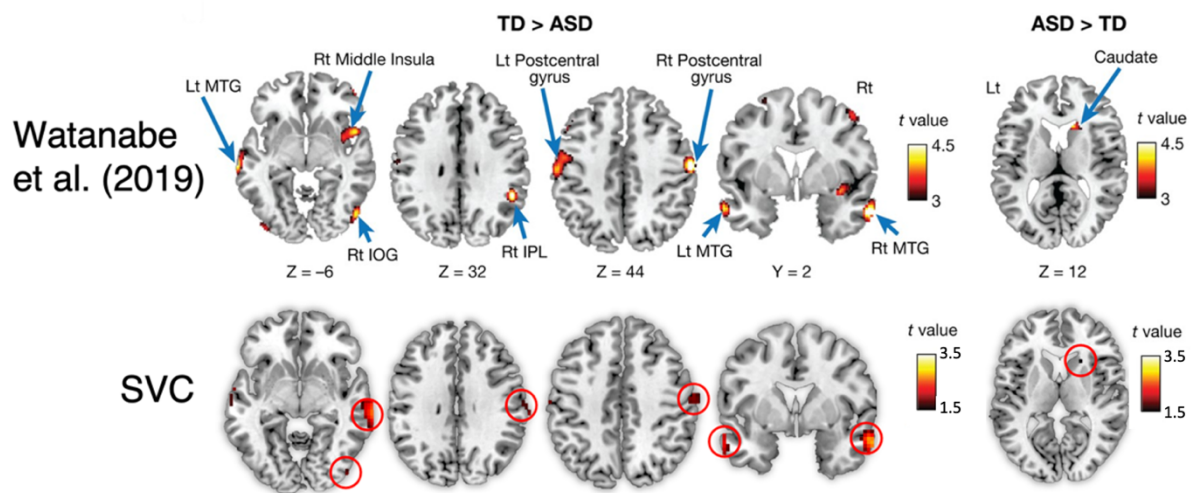 TD > ASD
ASD > TD
Lt MTG
Rt Middle Insula
Lt Postcentral
gyrus
Rt Postcentral
gyrus
Rt
Lt
Caudate
Watanabe
et al. (2019)
t value
4.5
3
t value
4.5
3
Rt IOG
Rt IPL
Lt MTG
Rt MTG
Z = –6
Z = 32
Z = 44
Y = 2
Z = 12
SVC
t value
3.5
1.5
t value
3.5
1.5